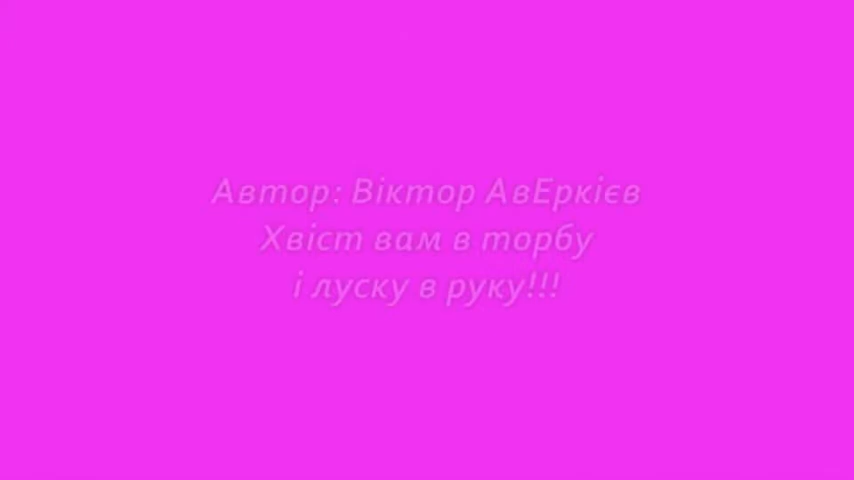 Автор: Віктор АвЕркієв
Хвіст вам в торбу
і луску в руку!!!